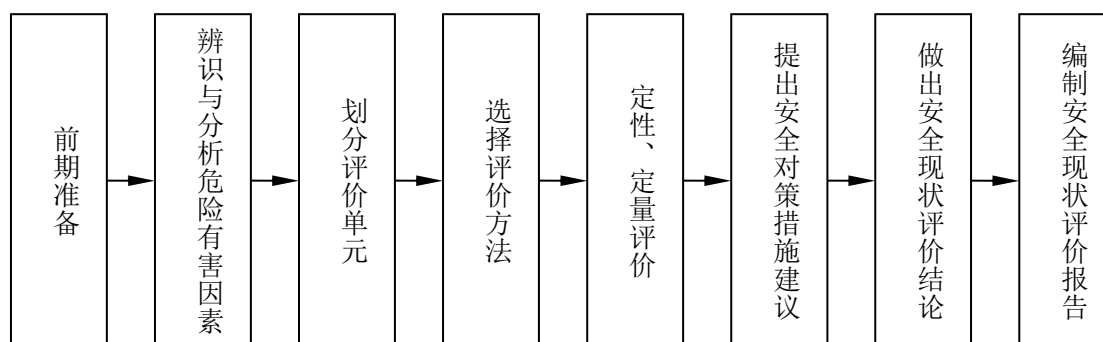 前期准备
辨识与分析危险有害因素
划分评价单元
选择评价方法
定性、定量评价
提出安全对策措施建议
做出安全现状评价结论
编制安全现状评价报告